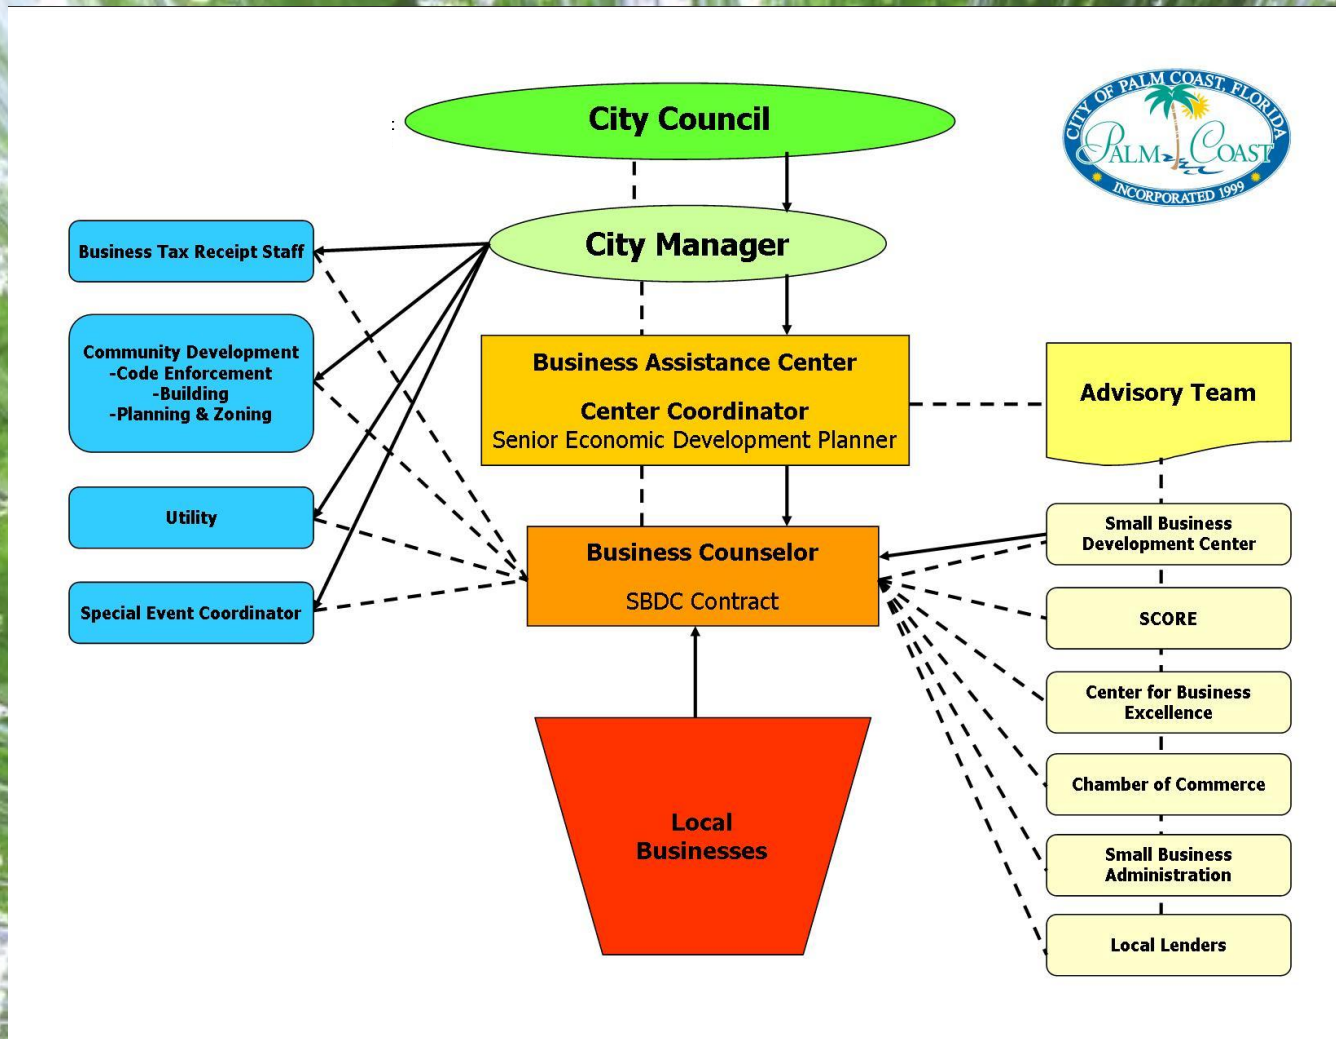 City Council
:
CITY OF PALM COAST, FLORIDA
PALM COAST
INCORPORATED 1999
City Manager
Business Tax Receipt Staff
Community Development
-Code Enforcement
-Building
-Planning & Zoning
Utility
Special Event Coordinator
Business Assistance Center
Center Coordinator
Senior Economic Development Planner
Business Counselor
SBDC Contract
Local
Businesses
Advisory Team
Small Business
Development Center
SCORE
Center for Business
Excellence
Chamber of Commerce
Small Business
Administration
Local Lenders